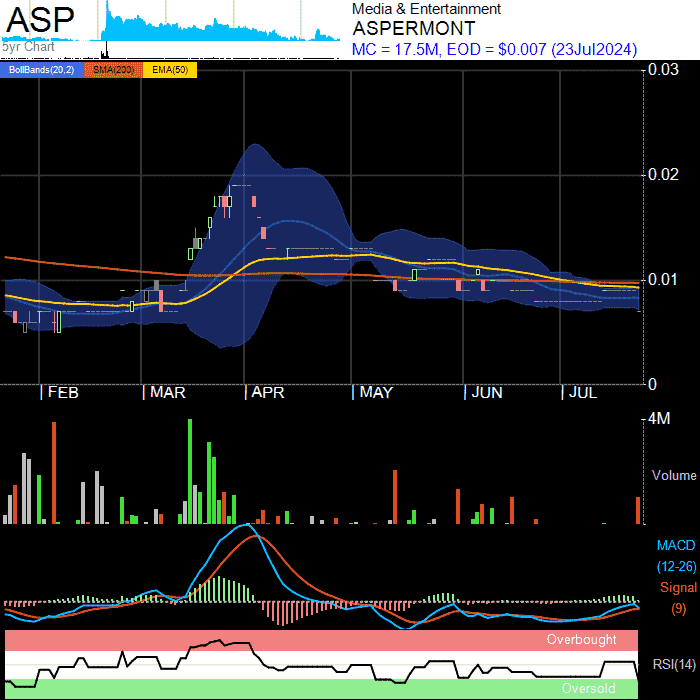 ASP
5yr Chart
Media & Entertainment
ASPERMONT
MC = 17.5M, EOD = $0.007 (23Jul2024)
BollBands(20,2) SMA(200) EMA(50)
0.03
0.02
0.01
0
FEB MAR APR MAY JUN JUL
4M
Volume
MACD
(12-26)
Signal
(9)
Overbought
RSI(14)
Oversold